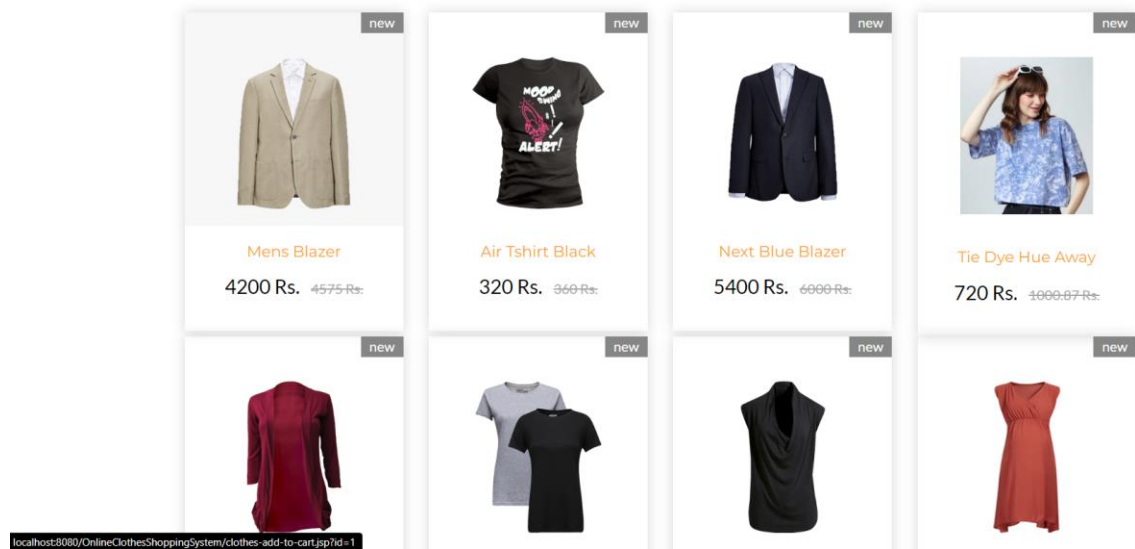 new
new
new
new
MOOD
SWING
ALERT!
Mens Blazer
Air Tshirt Black
Next Blue Blazer
Tie Dye Hue Away
4200 Rs. 4575 Rs.
320 Rs. 360 Rs.
5400 Rs. 6000 Rs.
720 Rs. 1000.87 Rs.
new
new
new
new
localhost:8080/OnlineClothesShoppingSystem/clothes-add-to-cart.jsp?id=1